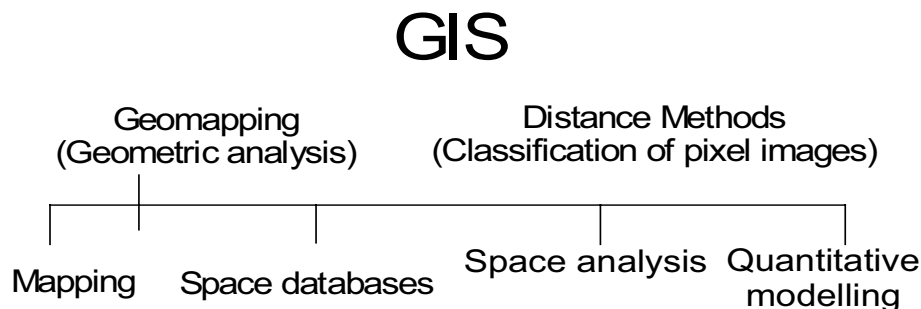 GIS
Geomapping
(Geometric analysis)
Distance Methods
(Classification of pixel images)
Mapping
Space databases
Space analysis
Quantitative
modelling